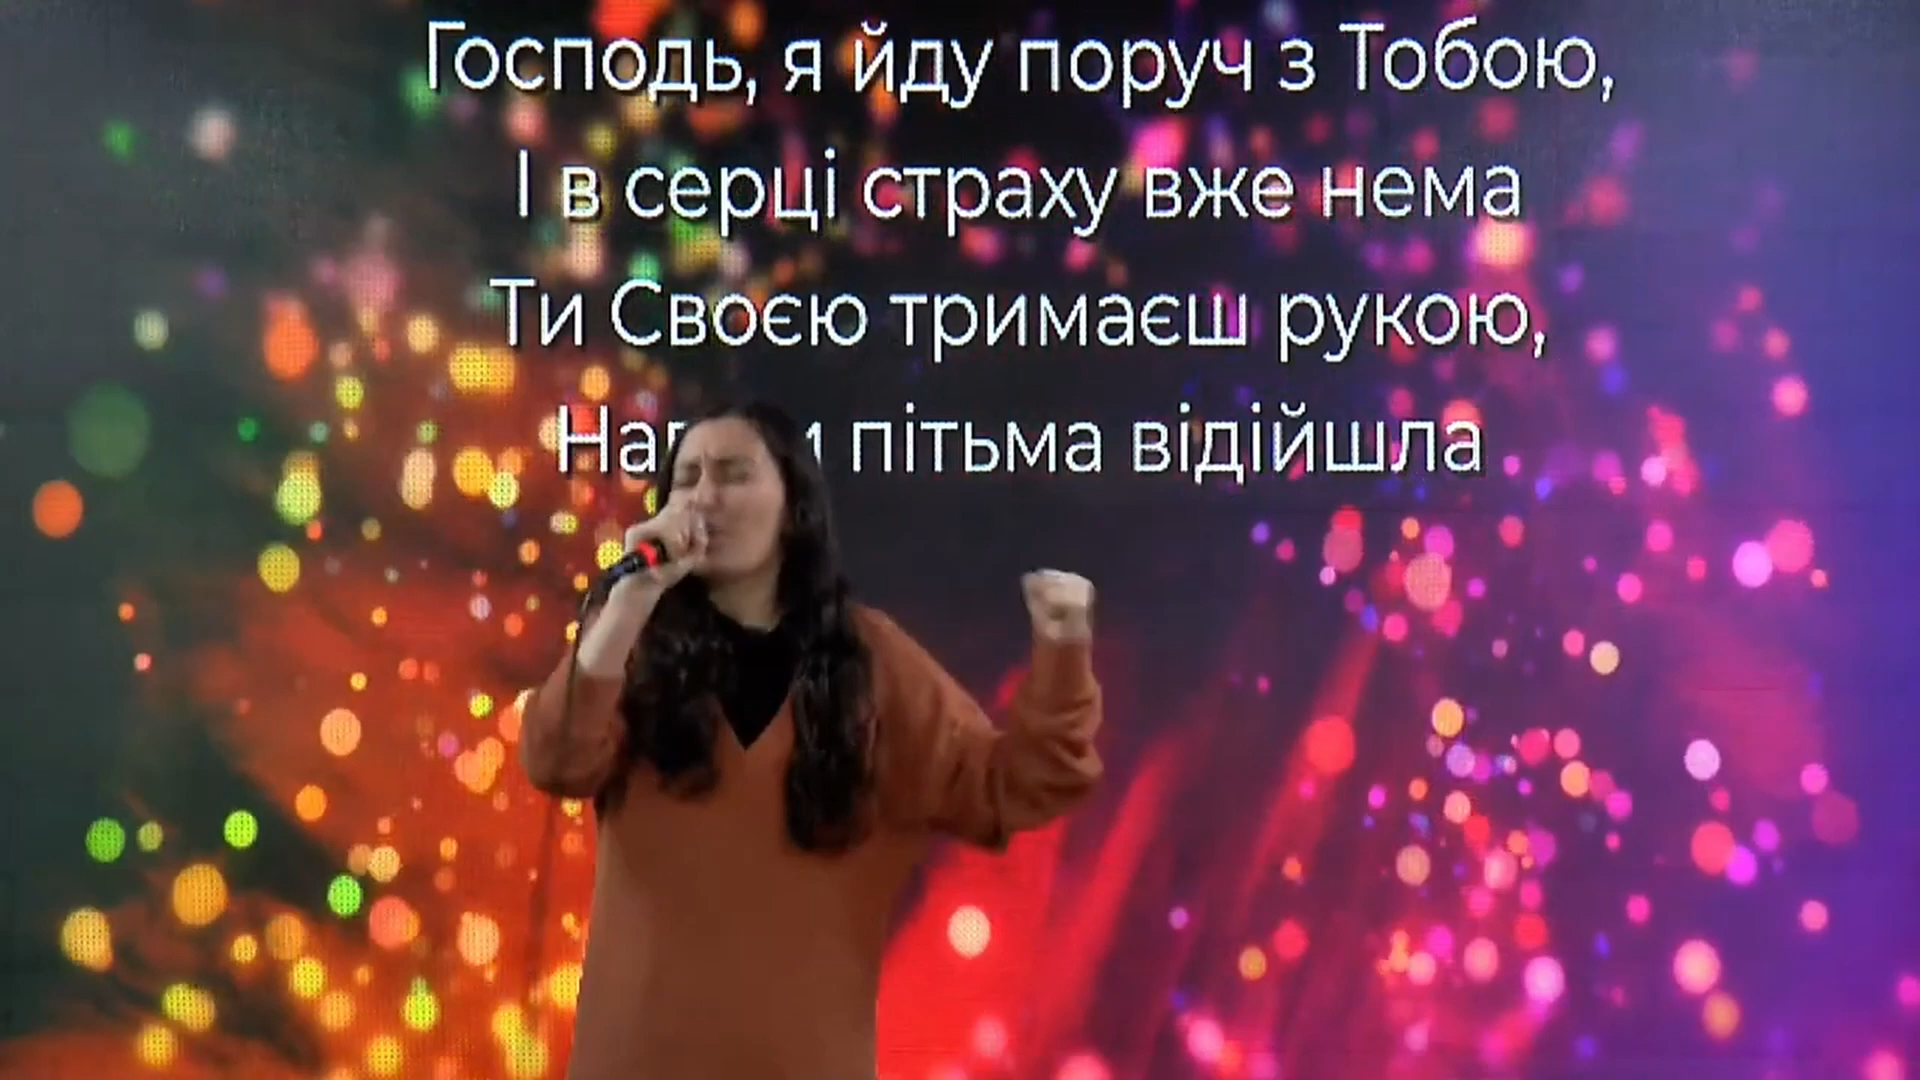 Господь, я йду поруч з Тобою,
І в серці страху вже нема
Ти Своєю тримаєш рукою,
пітьма відійшла